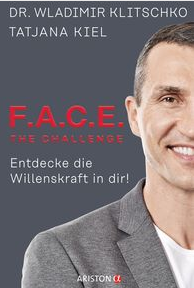 DR. WLADIMIR KLITSCHKO
TATJANA KIEL
F.A.C.E.
THE CHALLENGE
Entdecke die
Willenskraft in dir!
ARISTON